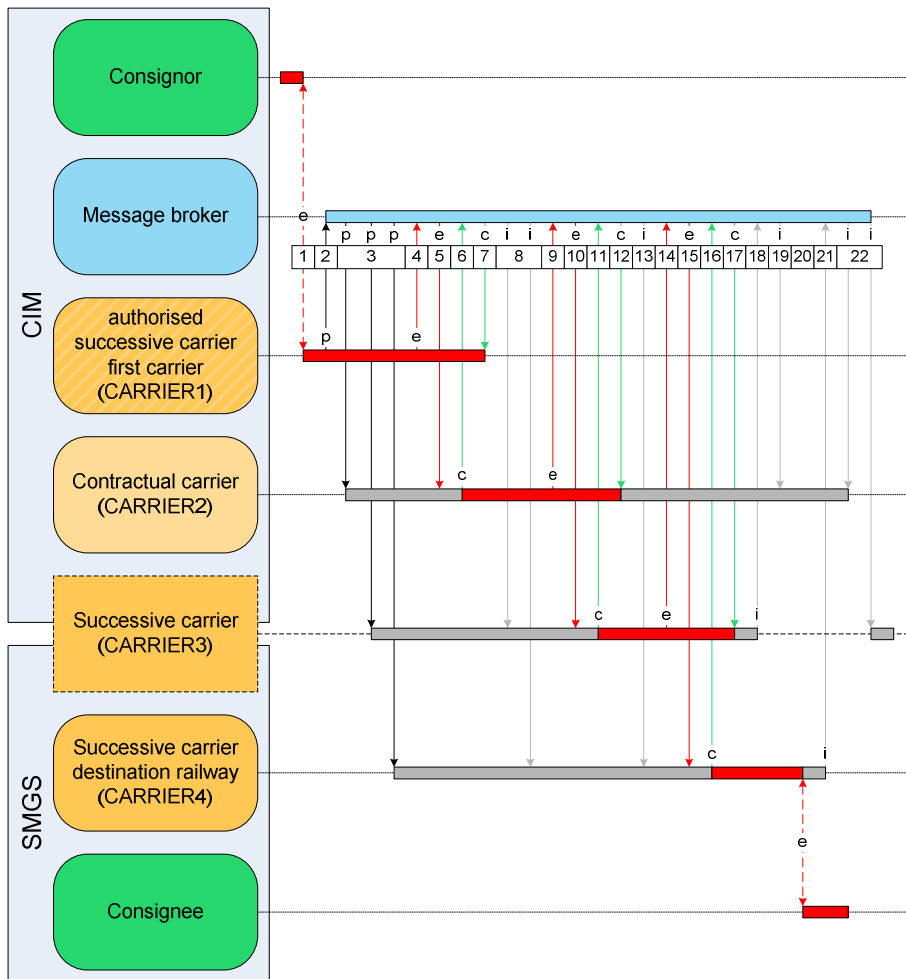 Consignor
e
Message broker
p p p e c i i e c i e c i i i
1 2 3 4 5 6 7 8 9 10 11 12 13 14 15 16 17 18 19 20 21 22
CIM
authorised
successive carrier
first carrier
(CARRIER1)
p e
Contractual carrier
(CARRIER2)
c e
Successive carrier
(CARRIER3)
c e i
SMGS
Successive carrier
destination railway
(CARRIER4)
c i
e
Consignee